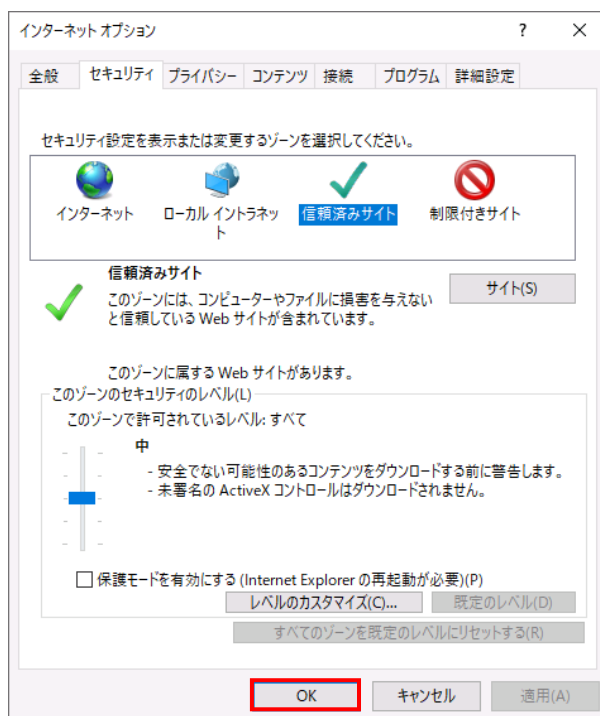 インターネット オプション
?
×
全般 セキュリティ プライバシー コンテンツ 接続 プログラム 詳細設定
セキュリティ設定を表示または変更するゾーンを選択してください。
インターネット ローカル イントラネッ 信頼済みサイト 制限付きサイト
ト
信頼済みサイト
このゾーンには、コンピューターやファイルに損害を与えない
と信頼している Web サイトが含まれています。
サイト(S)
このゾーンに属する Web サイトがあります。
このゾーンのセキュリティのレベル(L)
このゾーンで許可されているレベル: すべて
中
- 安全でない可能性のあるコンテンツをダウンロードする前に警告します。
- 未署名の ActiveX コントロールはダウンロードされません。
保護モードを有効にする (Internet Explorer の再起動が必要)(P)
レベルのカスタマイズ(C)... 既定のレベル(D)
すべてのゾーンを既定のレベルにリセットする(R)
OK キャンセル 適用(A)